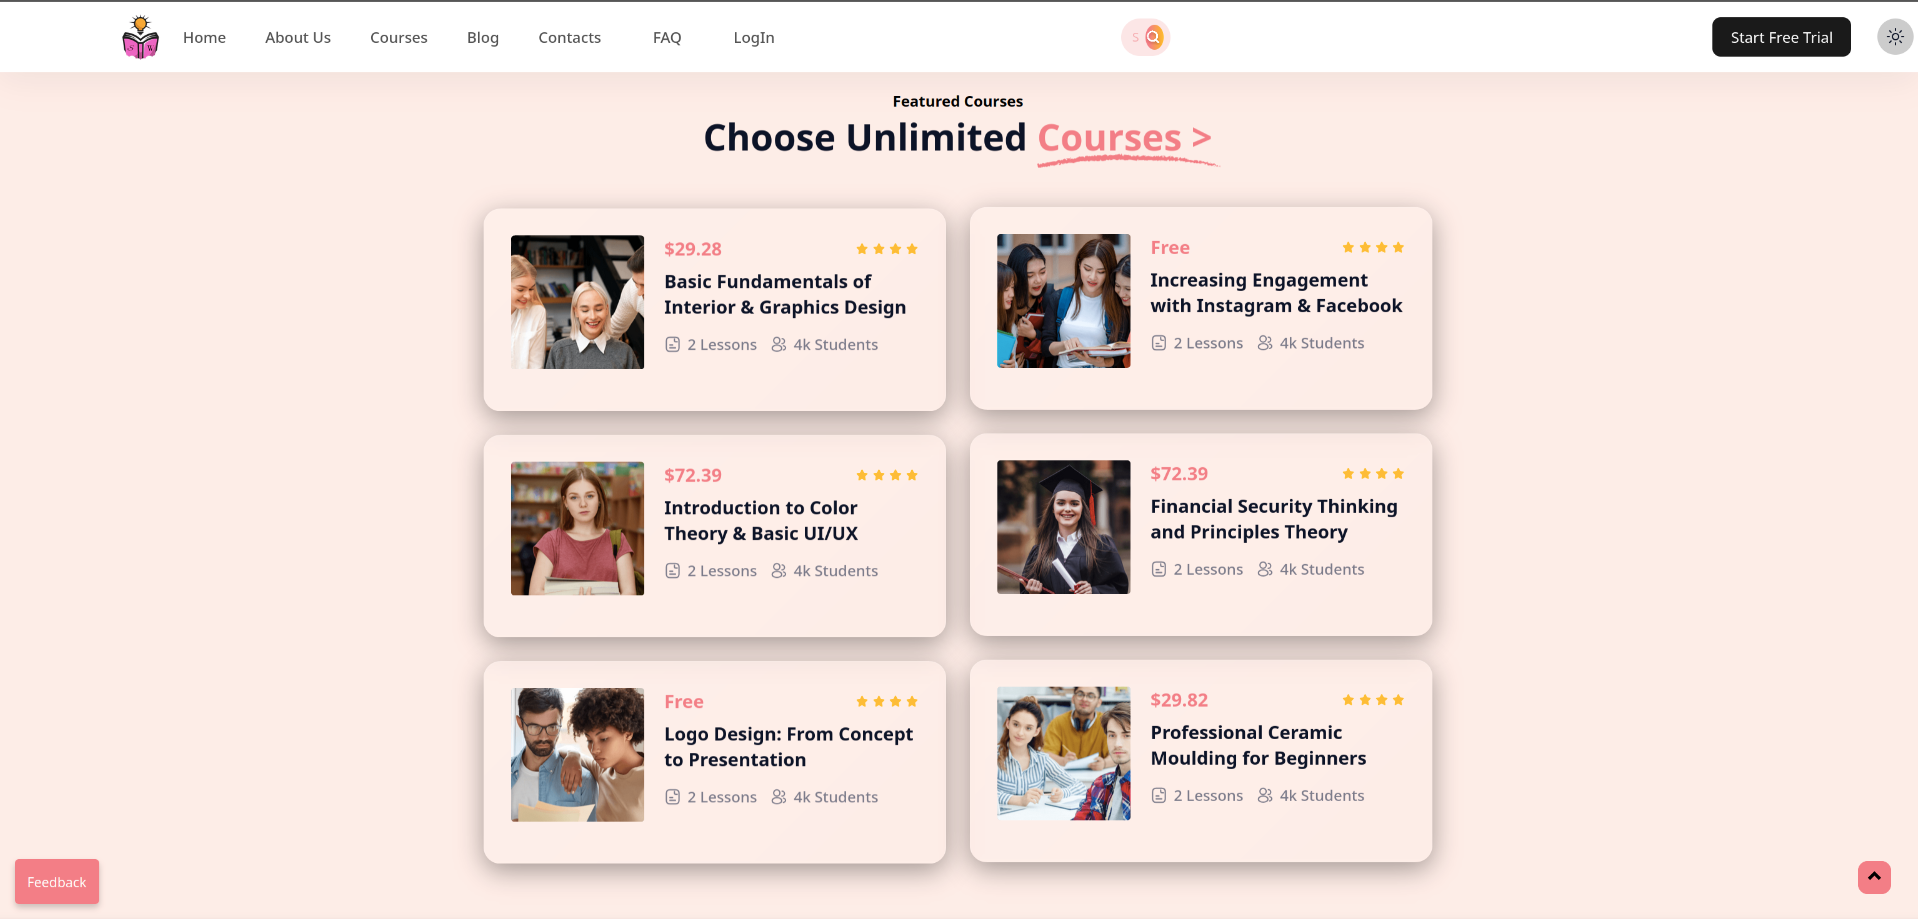 Home
About Us
Courses
Blog
Contacts
FAQ
LogIn
S
Start Free Trial
S W
Featured Courses
Choose Unlimited Courses >
$29.28
Basic Fundamentals of
Interior & Graphics Design
2 Lessons 4k Students
Free
Increasing Engagement
with Instagram & Facebook
2 Lessons 4k Students
$72.39
Introduction to Color
Theory & Basic UI/UX
2 Lessons 4k Students
$72.39
Financial Security Thinking
and Principles Theory
2 Lessons 4k Students
Free
Logo Design: From Concept
to Presentation
2 Lessons 4k Students
$29.82
Professional Ceramic
Moulding for Beginners
2 Lessons 4k Students
Feedback